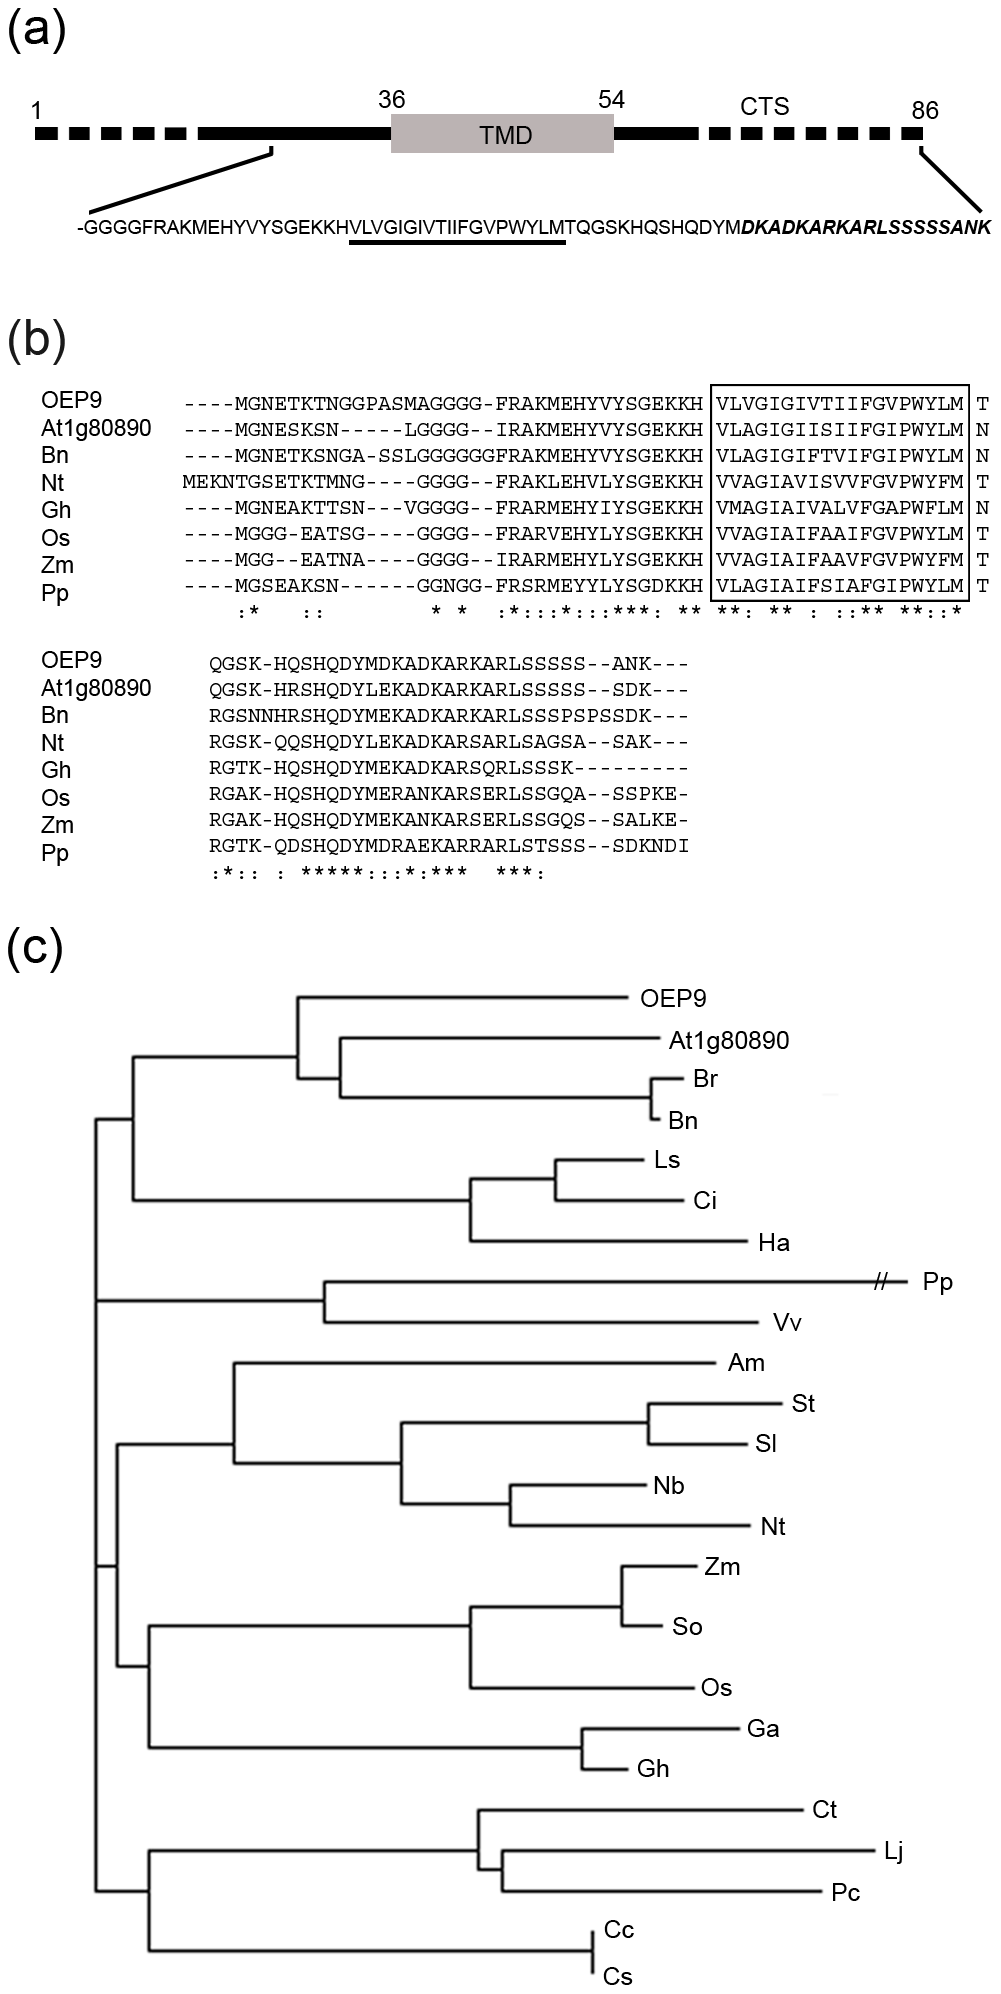 (a)
1 36 54 CTS 86
TMD
-GGGGFRAKMEHYVYSGEKKHVLVGIGIVTIIFGVPWYLMTQGSKHQSHQDYMDKADKARKARLSSSSSANK
(b)
OEP9 ----MGNETKTNGGPASMAGGGG-FRAKMEHYVYSGEKKH VLVGIGIVTIIFGVPWYLM T
At1g80890 ----MGNESKSN-----LGGGG--FRAKMEHYVYSGEKKH VLAGIGIISIIFGIPWYLM N
Bn ----MGNETKSNGA-SSLGGGGGGFRAKMEHYVYSGEKKH VLAGIGIFTVIFGIPWYLM N
Nt MEKNTGSETKTMNG----GGGG--FRAKLEHVLYSGEKKH VVAGIAVISVVFGVPWYLM T
Gh ----MGNEAKTTSN---VGGGG--FRARMEHYIYSGEKKH VMAGIAIVALVFGAPWFLM N
Os ----MGGG-EATSG----GGGG--FRARVEHYLYSGEKKH VVAGIAIFAAIFGVPWYLM T
Zm ----MGG--EATNA----GGGG--IRARMEHYLYSGEKKH VVAGIAIFAAVFGVPWYFM T
Pp ----MGSEAKSN------GGNGG-FRSRMEYYLYSGDKKH VLAGIAIFSIAFGIPWYLM T
:* :: * * :*::*:::***: ** **: ** : ::** **::*
OEP9 QGSK-HQSHQDYMDKADKARKARLSSSSS--ANK---
At1g80890 QGSK-HRSHQDYLEKADKARKARLSSSSS--SDK---
Bn RGSNNHRSHQDYMEKADKARKARLSSSPSPSSDK---
Nt RGSK-QQSHQDYLEKADKARSARLSAGSA--SAK---
Gh RGTK-HQSHQDYMEKADKARSQRLSSSK---------
Os RGAK-HQSHQDYMERANKARSERLSSGQA--SSPKE-
Zm RGAK-HQSHQDYMEKANKARSERLSSGQS--SALKE-
Pp RGTK-QDSHQDYMDRAEKARRARLSTSSS--SDKNDI
:*:: : *****:::*:*** ***:
(c)
OEP9
At1g80890
Br
Bn
Ls
Ci
Ha
// Pp
Vv
Am
St
Sl
Nb
Nt
Zm
So
Os
Ga
Gh
Ct
Lj
Pc
Cc
Cs